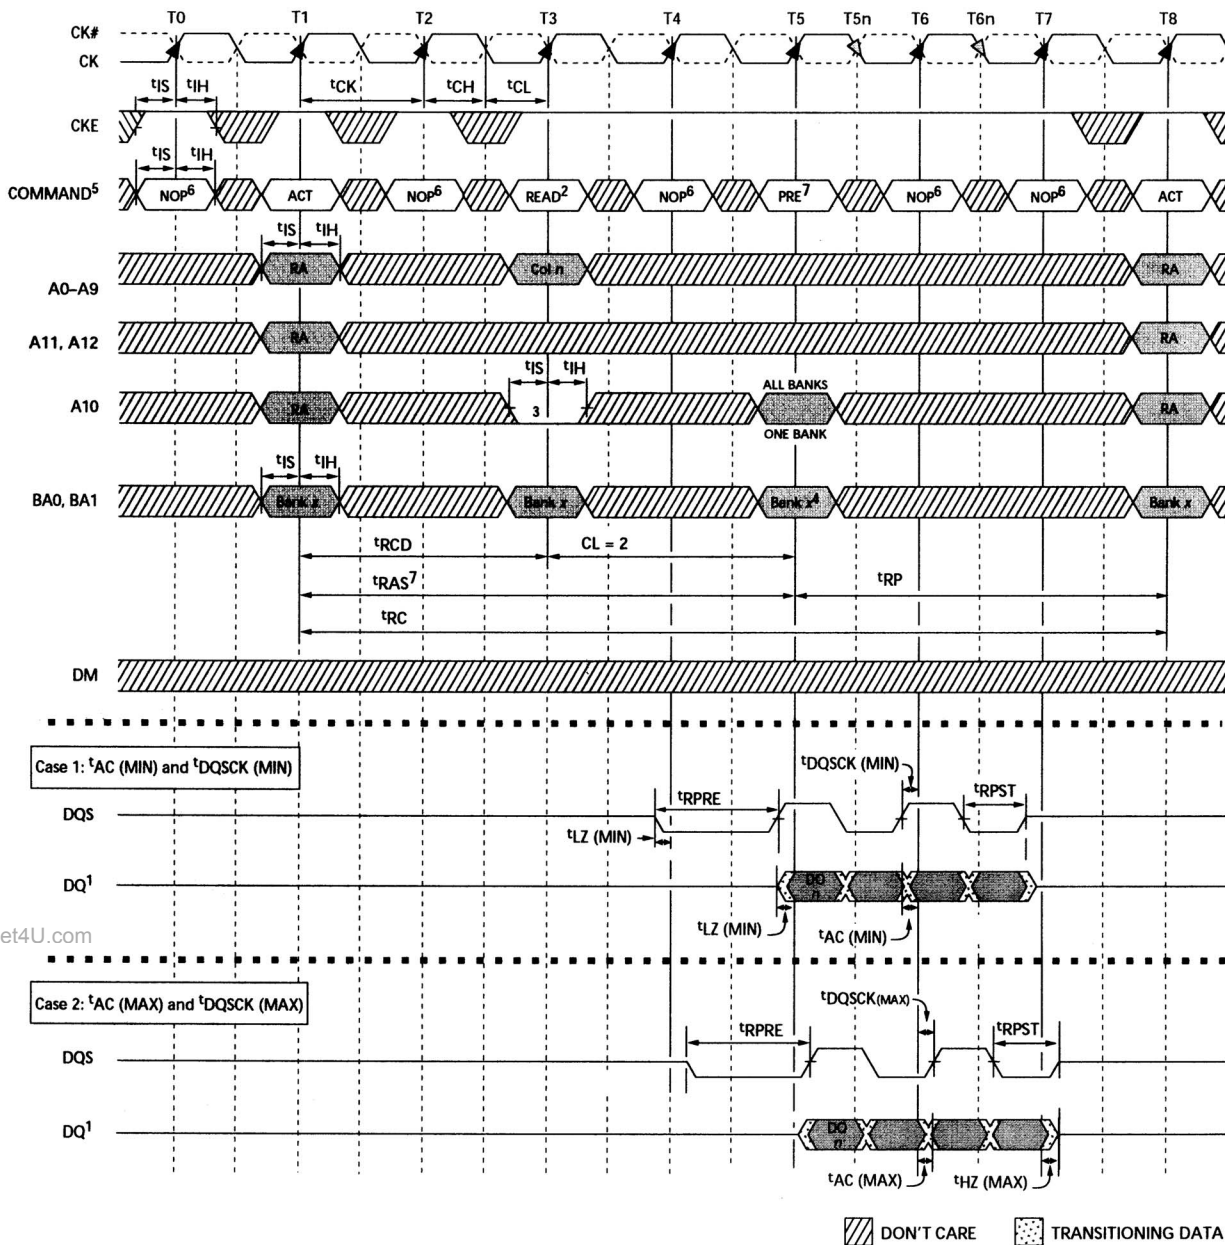 T0 T1 T2 T3 T4 T5 T5n T6 T6n T7 T8
CK#
CK
tIS tIH tCK tCH tCL
CKE
tIS tIH
COMMAND5 NOP6 ACT NOP6 READ2 NOP6 PRE7 NOP6 NOP6 ACT
tIS tIH
RA Col n RA
A0–A9
A11, A12 RA RA
tIS tIH ALL BANKS
A10 RA 3 RA
ONE BANK
tIS tIH
BA0, BA1 Bank x Bank x Bank x4 Bank x
tRCD CL = 2
tRAS7 tRP
tRC
DM
Case 1: tAC (MIN) and tDQSCK (MIN)
tDQSCK (MIN)
tRPRE tRPST
DQS
tLZ (MIN)
DQ1 DO
n
tLZ (MIN) tAC (MIN)
et4U.com
Case 2: tAC (MAX) and tDQSCK (MAX)
tDQSCK(MAX)
tRPRE tRPST
DQS
DQ1 DO
n
tAC (MAX) tHZ (MAX)
DON'T CARE TRANSITIONING DATA